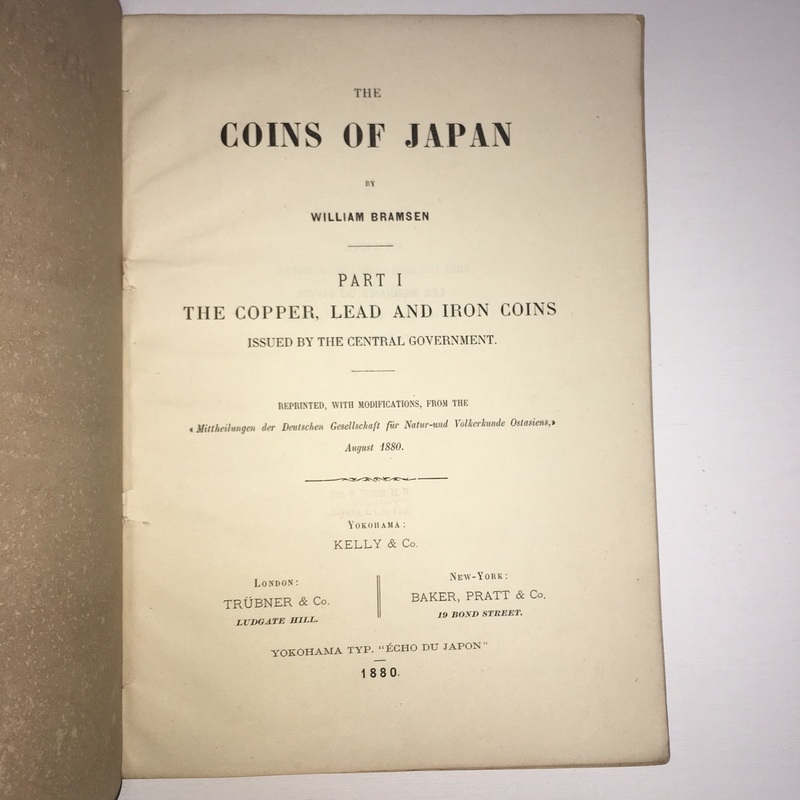 THE
COINS OF JAPAN
BY
WILLIAM BRAMSEN
PART I
THE COPPER, LEAD AND IRON COINS
ISSUED BY THE CENTRAL GOVERNMENT.
REPRINTED, WITH MODIFICATIONS, FROM THE
« Mittheilungen der Deutschen Gesellschaft für Natur-und Volkerkunde Ostasiens,»
August 1880.
YOKOHAMA:
KELLY & Co.
LONDON:
TRÜBNER & Co.
LUDGATE HILL.
NEW-YORK:
BAKER, PRATT & Co.
19 BOND STREET.
YOKOHAMA TYP. "ÉCHO DU JAPON"
1880.